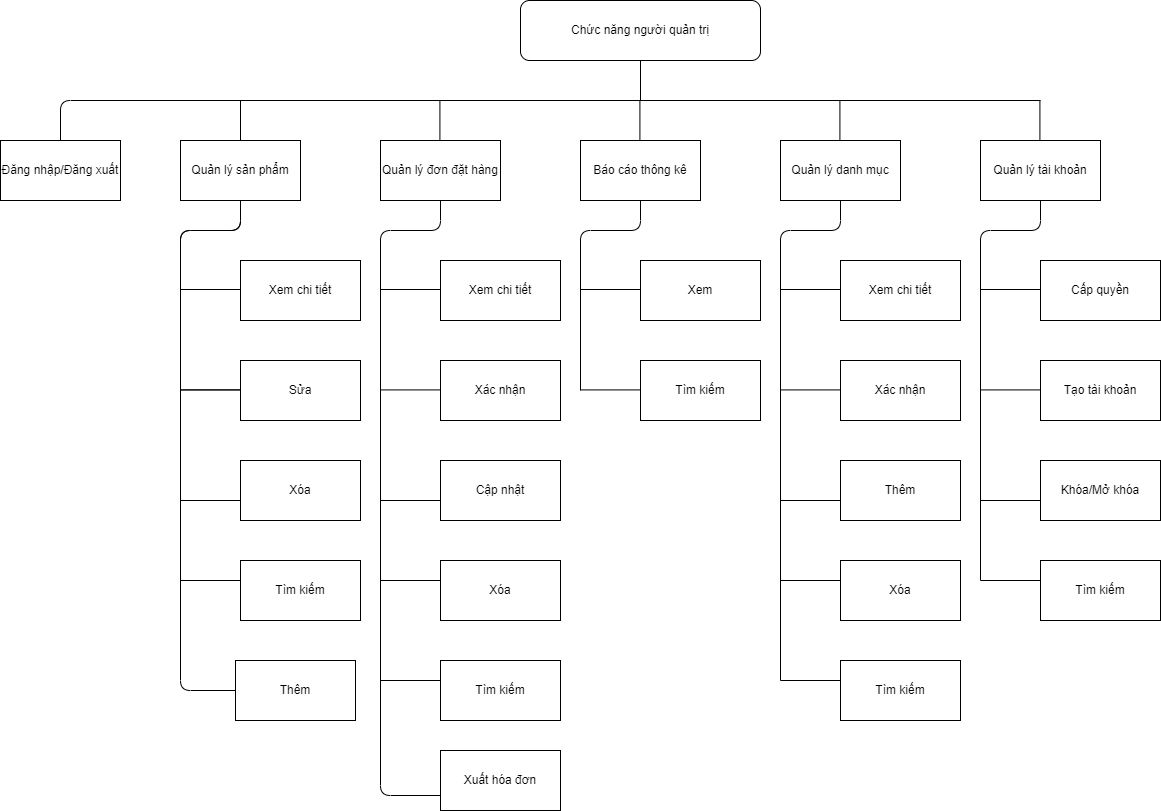 Chức năng người quản trị
Đăng nhập/Đăng xuất
Quản lý sản phẩm
Quản lý đơn đặt hàng
Báo cáo thông kê
Quản lý danh mục
Quản lý tài khoản
Xem chi tiết
Xem chi tiết
Xem
Xem chi tiết
Cấp quyền
Sửa
Xác nhận
Tìm kiếm
Xác nhận
Tạo tài khoản
Xóa
Cập nhật
Thêm
Khóa/Mở khóa
Tìm kiếm
Xóa
Xóa
Tìm kiếm
Thêm
Tìm kiếm
Tìm kiếm
Xuất hóa đơn